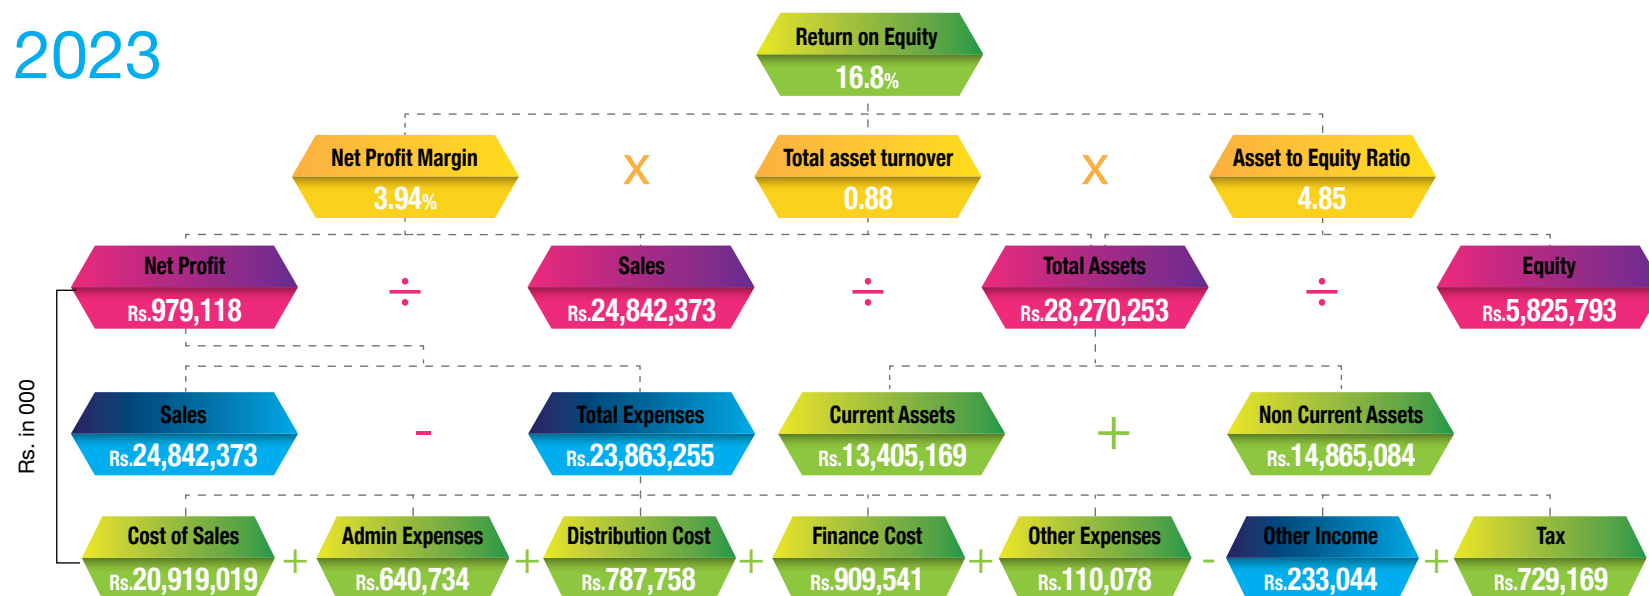 2023
Return on Equity
16.8%
Net Profit Margin
3.94%
X
Total asset turnover
0.88
X
Asset to Equity Ratio
4.85
Net Profit
Rs.979,118
÷
Sales
Rs.24,842,373
÷
Total Assets
Rs.28,270,253
÷
Equity
Rs.5,825,793
Rs. in 000
Sales
Rs.24,842,373
-
Total Expenses
Rs.23,863,255
Current Assets
Rs.13,405,169
+
Non Current Assets
Rs.14,865,084
Cost of Sales
Rs.20,919,019
+
Admin Expenses
Rs.640,734
+
Distribution Cost
Rs.787,758
+
Finance Cost
Rs.909,541
+
Other Expenses
Rs.110,078
-
Other Income
Rs.233,044
+
Tax
Rs.729,169